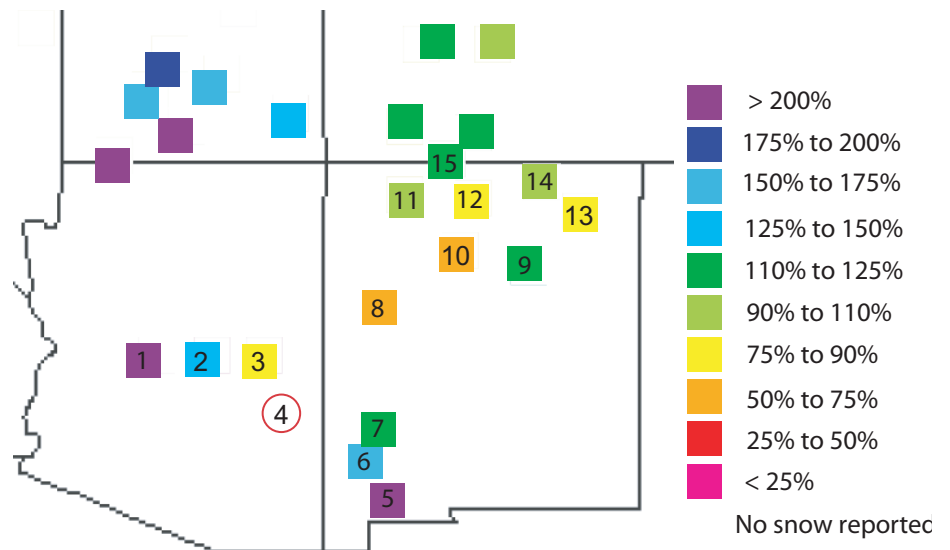 15
14
11
12
13
10
9
8
1
2
3
4
7
6
5
> 200%
175% to 200%
150% to 175%
125% to 150%
110% to 125%
90% to 110%
75% to 90%
50% to 75%
25% to 50%
< 25%
No snow reported